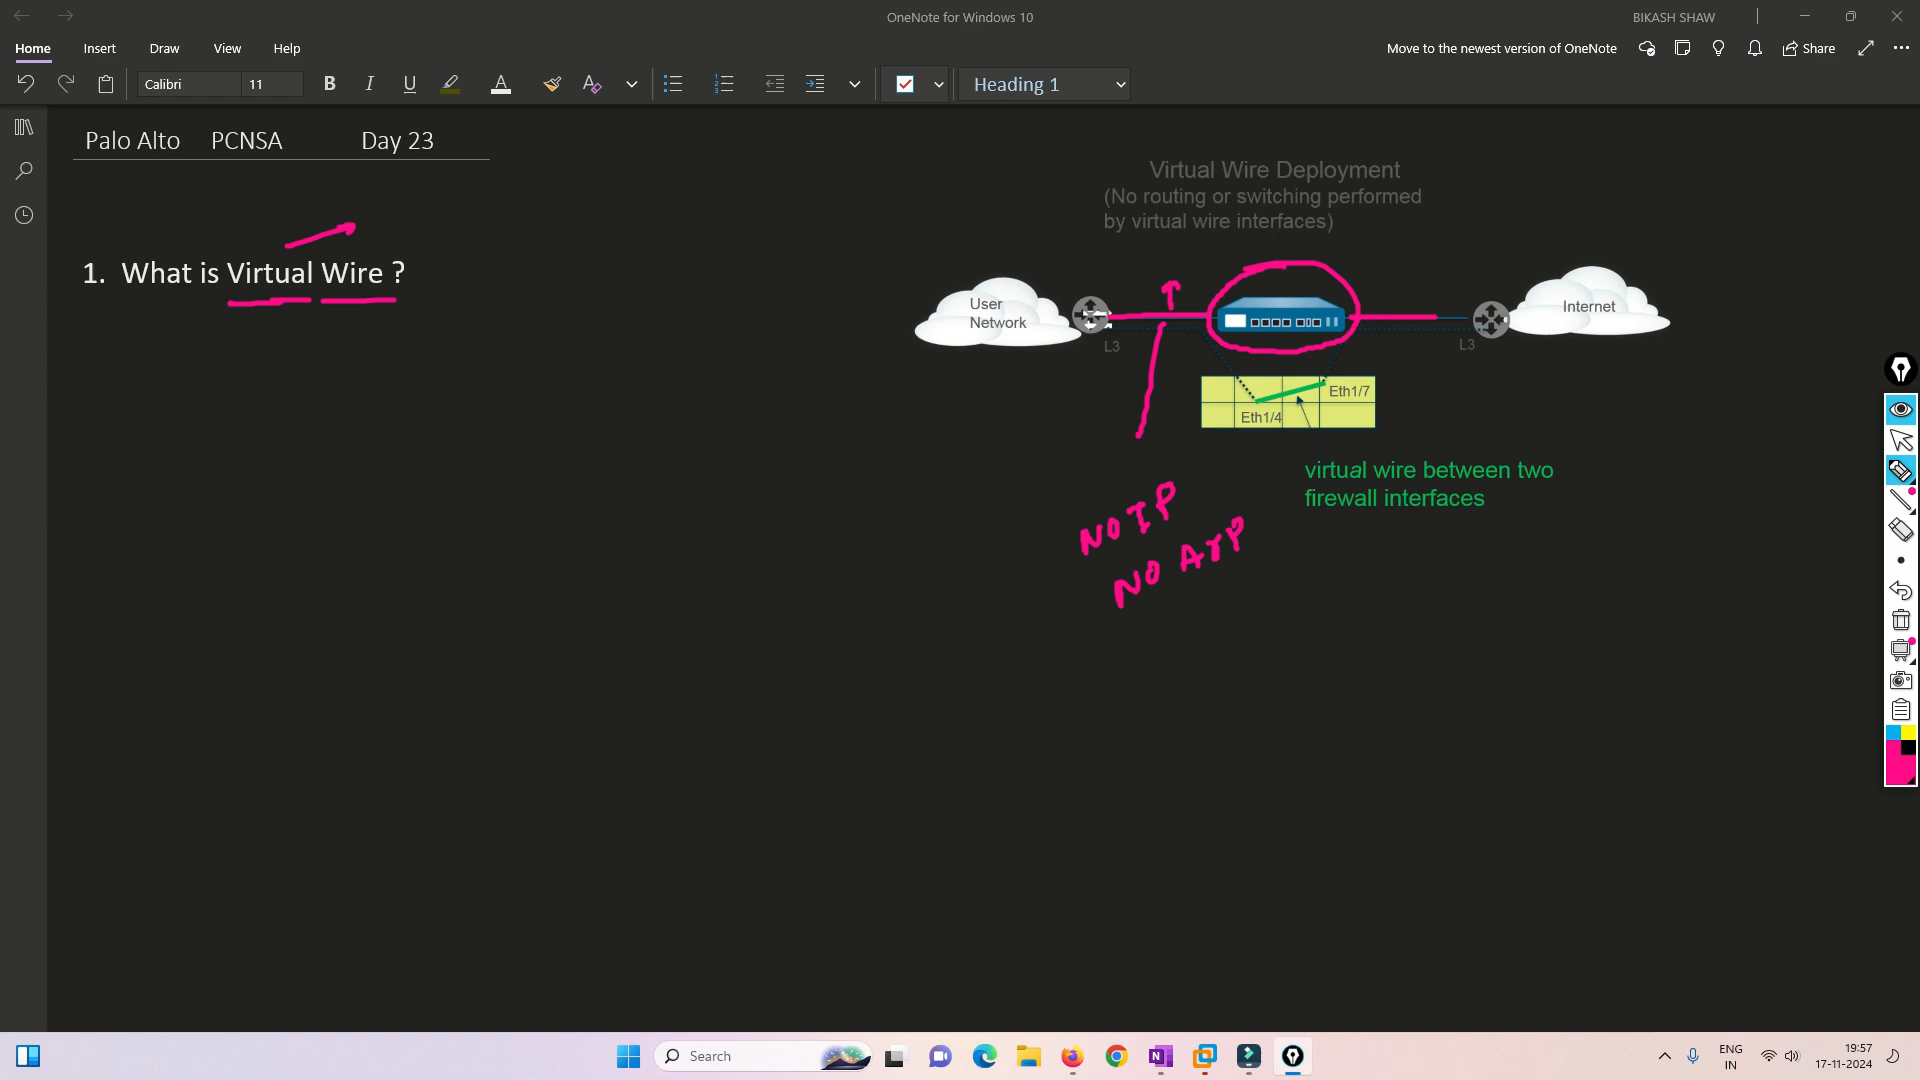 OneNote for Windows 10
BIKASH SHAW
Home Insert Draw View Help
Move to the newest version of OneNote
Share
Calibri 11 B I U A A Heading 1
Palo Alto PCNSA Day 23
1. What is Virtual Wire ?
Virtual Wire Deployment
(No routing or switching performed
by virtual wire interfaces)
User
Network
L3
Internet
L3
Eth1/7
Eth1/4
virtual wire between two
firewall interfaces
NO IP
NO Arp
Search
ENG
IN
19:57
17-11-2024